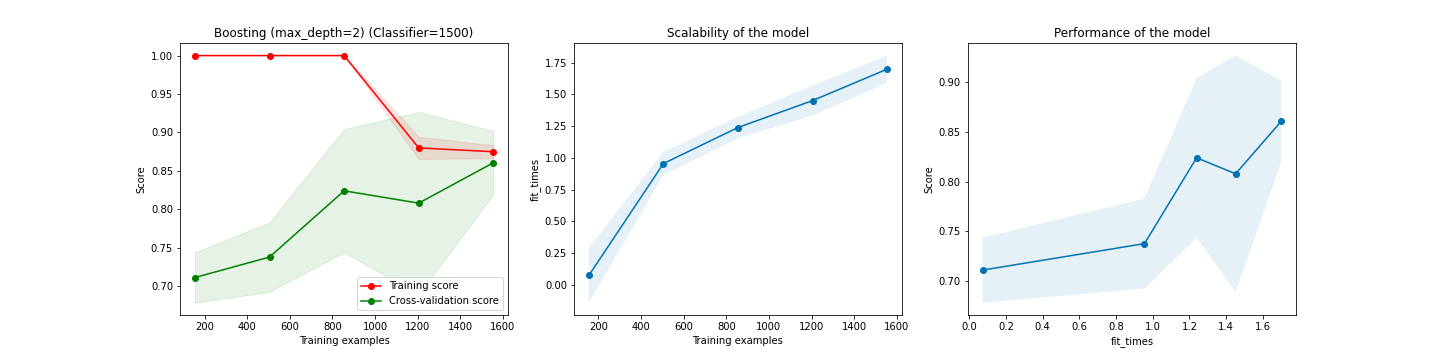 Boosting (max_depth=2) (Classifier=1500)
1.00
0.95
0.90
0.85
0.80
0.75
0.70
Score
200 400 600 800 1000 1200 1400 1600
Training examples
Training score
Cross-validation score
Scalability of the model
1.75
1.50
1.25
1.00
0.75
0.50
0.25
0.00
fit_times
200 400 600 800 1000 1200 1400 1600
Training examples
Performance of the model
0.90
0.85
0.80
0.75
0.70
Score
0.0 0.2 0.4 0.6 0.8 1.0 1.2 1.4 1.6
fit_times